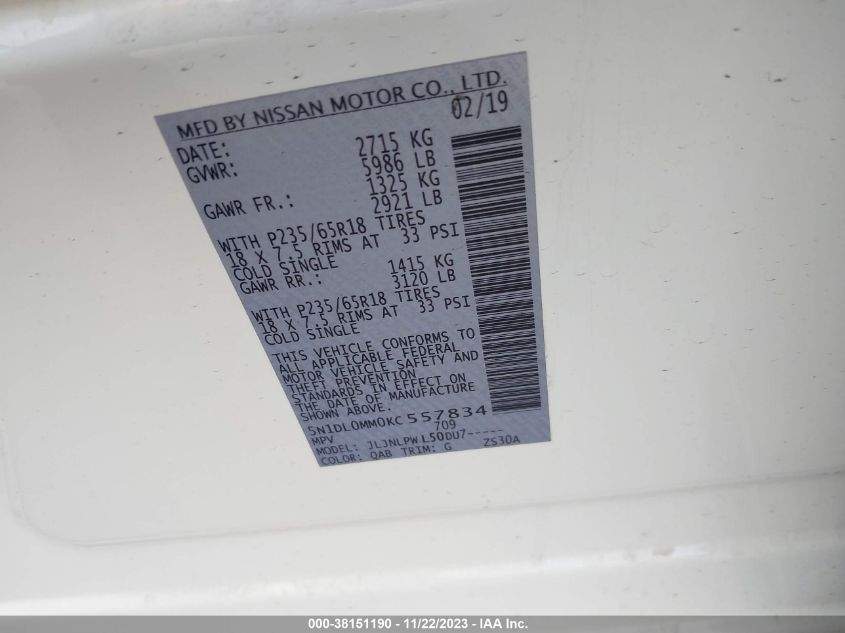 MFD BY NISSAN MOTOR CO., LTD.
DATE: 02/19
GVWR: 2715 KG
5986 LB
GAWR FR.: 1325 KG
2921 LB
WITH P235/65R18 TIRES
18 X 7.5 RIMS AT 33 PSI
COLD SINGLE
GAWR RR.: 1415 KG
3120 LB
WITH P235/65R18 TIRES
18 X 7.5 RIMS AT 33 PSI
COLD SINGLE
THIS VEHICLE CONFORMS TO
ALL APPLICABLE FEDERAL
MOTOR VEHICLE SAFETY AND
THEFT PREVENTION
STANDARDS IN EFFECT ON
THE DATE OF MANUFACTURE
SHOWN ABOVE.
5N1DL0MM0KC557834
MPV 709
MODEL: JLJNLPWL50DU7-----
COLOR: QAB TRIM: G ZS30A
000-38151190 - 11/22/2023 - IAA Inc.